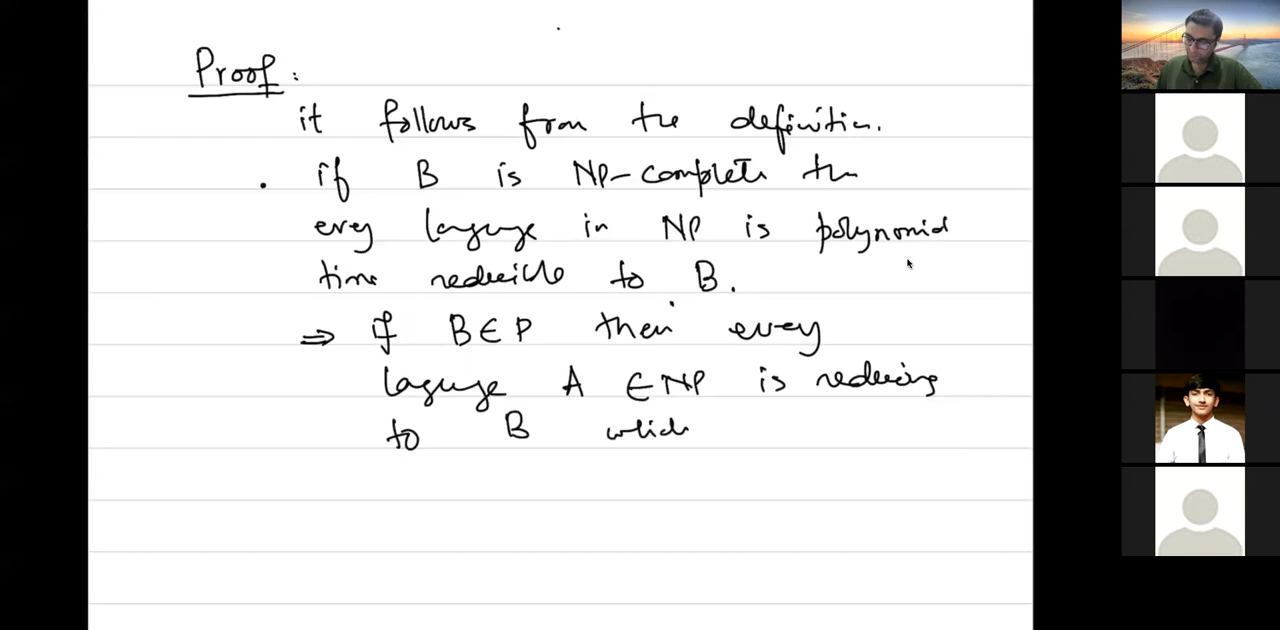 Proof :
it follows from the definition.
. if B is NP-complete the
every language in NP is polynomial
time reducible to B.
⇒ if B∈P then every
language A ∈NP is reducing
to B which